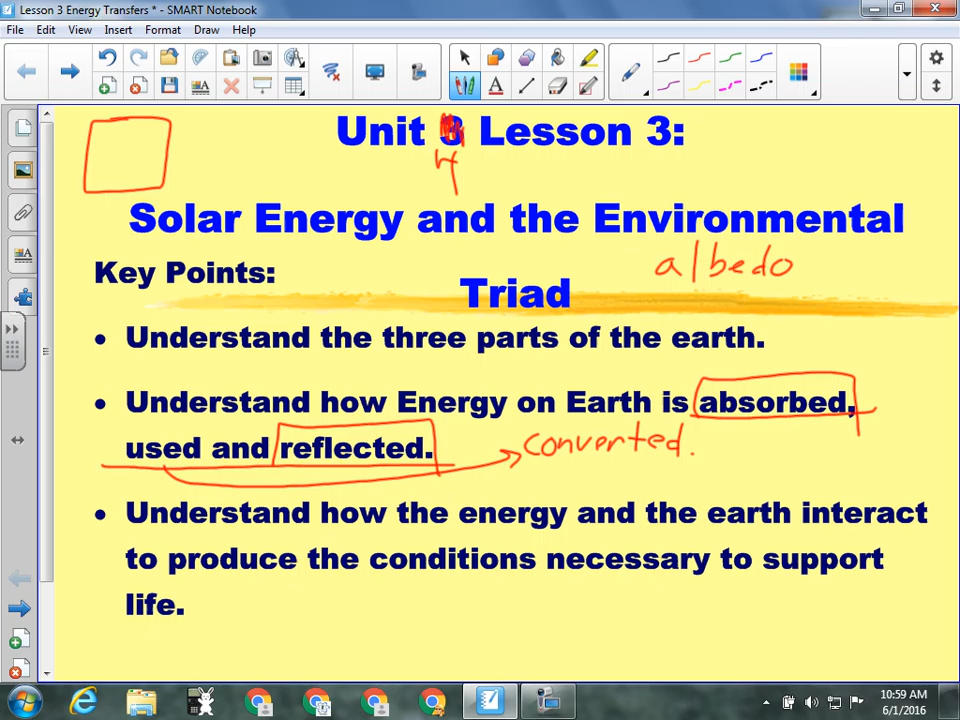 Lesson 3 Energy Transfers * - SMART Notebook
File Edit View Insert Format Draw Help
Unit 3 Lesson 3:
4
Solar Energy and the Environmental
albedo
Key Points:
Triad
• Understand the three parts of the earth.
• Understand how Energy on Earth is absorbed,
used and reflected.
converted.
• Understand how the energy and the earth interact
to produce the conditions necessary to support
life.
10:59 AM
6/1/2016